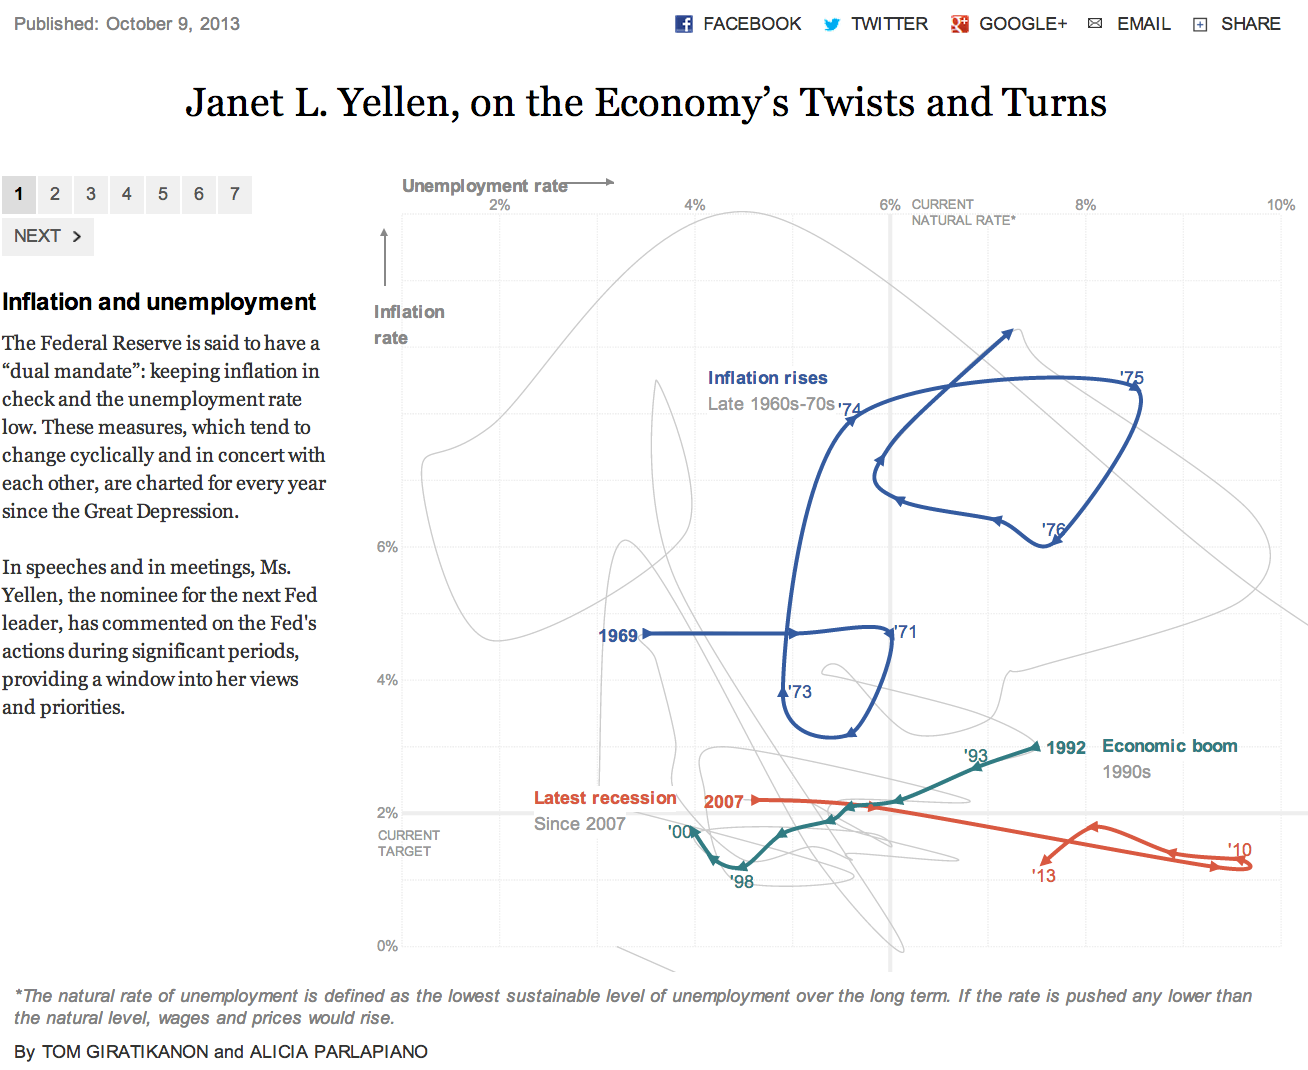 Published: October 9, 2013
FACEBOOK TWITTER GOOGLE+ EMAIL SHARE
Janet L. Yellen, on the Economy’s Twists and Turns
1 2 3 4 5 6 7
NEXT >
Inflation and unemployment
The Federal Reserve is said to have a
“dual mandate”: keeping inflation in
check and the unemployment rate
low. These measures, which tend to
change cyclically and in concert with
each other, are charted for every year
since the Great Depression.
In speeches and in meetings, Ms.
Yellen, the nominee for the next Fed
leader, has commented on the Fed's
actions during significant periods,
providing a window into her views
and priorities.
Unemployment rate
2% 4% 6% 8% 10%
CURRENT
NATURAL RATE*
Inflation
rate
Inflation rises
Late 1960s-70s
'74
'75
'76
6%
1969
'71
4%
'73
1992
'93
Economic boom
1990s
Latest recession
Since 2007
2007
2%
CURRENT
TARGET
'00
'98
'10
'13
0%
*The natural rate of unemployment is defined as the lowest sustainable level of unemployment over the long term. If the rate is pushed any lower than
the natural level, wages and prices would rise.
By TOM GIRATIKANON and ALICIA PARLAPIANO